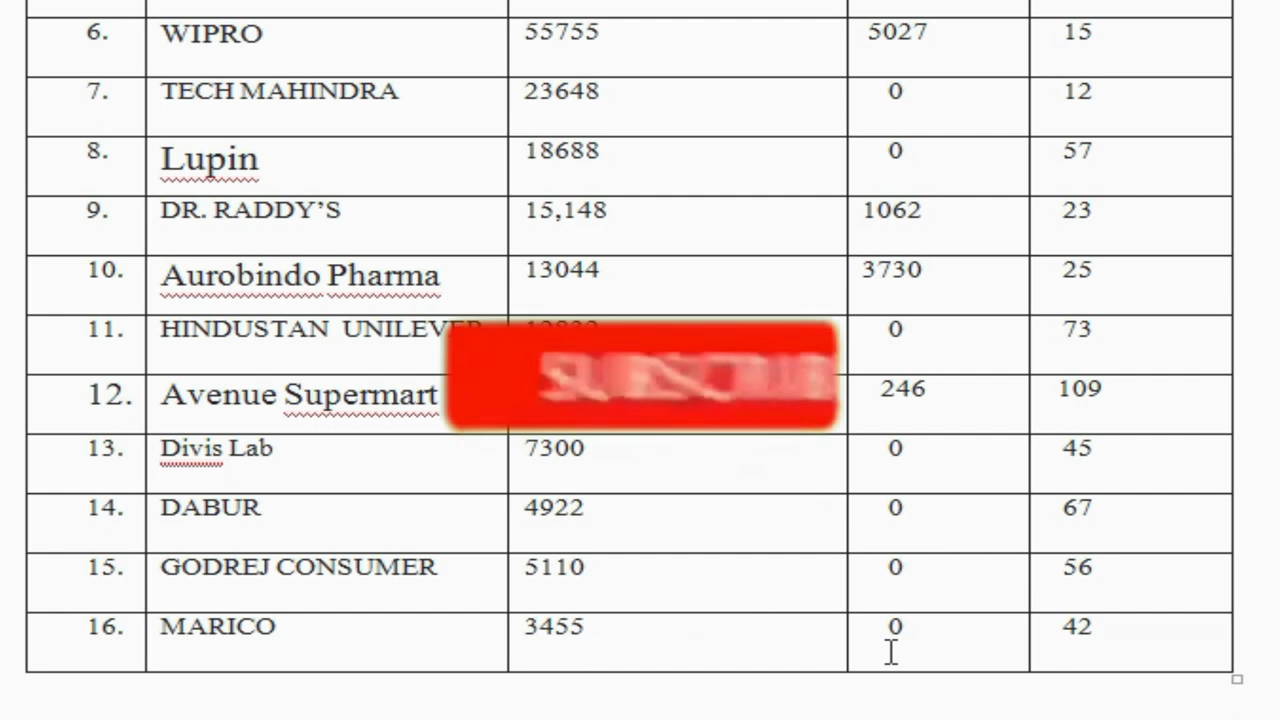 6. WIPRO 55755 5027 15
7. TECH MAHINDRA 23648 0 12
8. Lupin 18688 0 57
9. DR. RADDY'S 15,148 1062 23
10. Aurobindo Pharma 13044 3730 25
11. HINDUSTAN UNILEVER 0 73
12. Avenue Supermart 246 109
SUBSCRIBE
13. Divis Lab 7300 0 45
14. DABUR 4922 0 67
15. GODREJ CONSUMER 5110 0 56
16. MARICO 3455 0 42